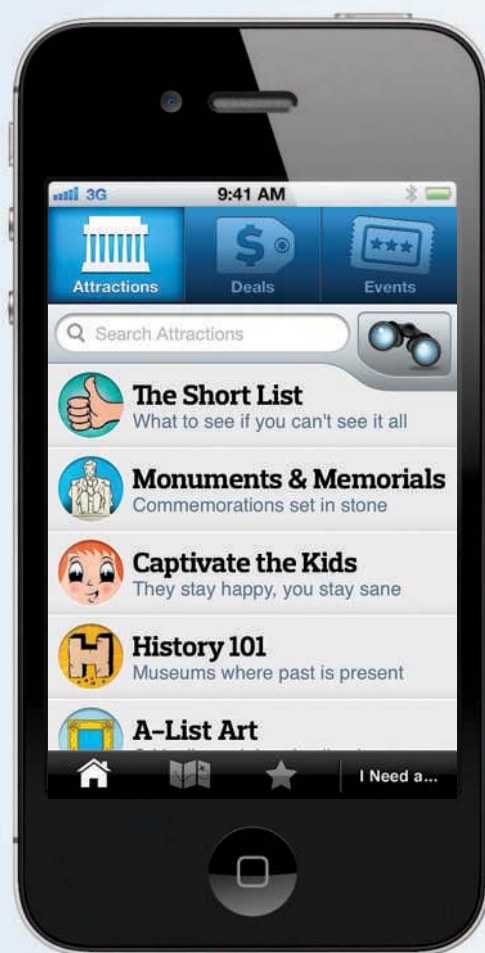 3G 9:41 AM
Attractions Deals Events
Search Attractions
The Short List
What to see if you can't see it all
Monuments & Memorials
Commemorations set in stone
Captivate the Kids
They stay happy, you stay sane
History 101
Museums where past is present
A-List Art
I Need a...